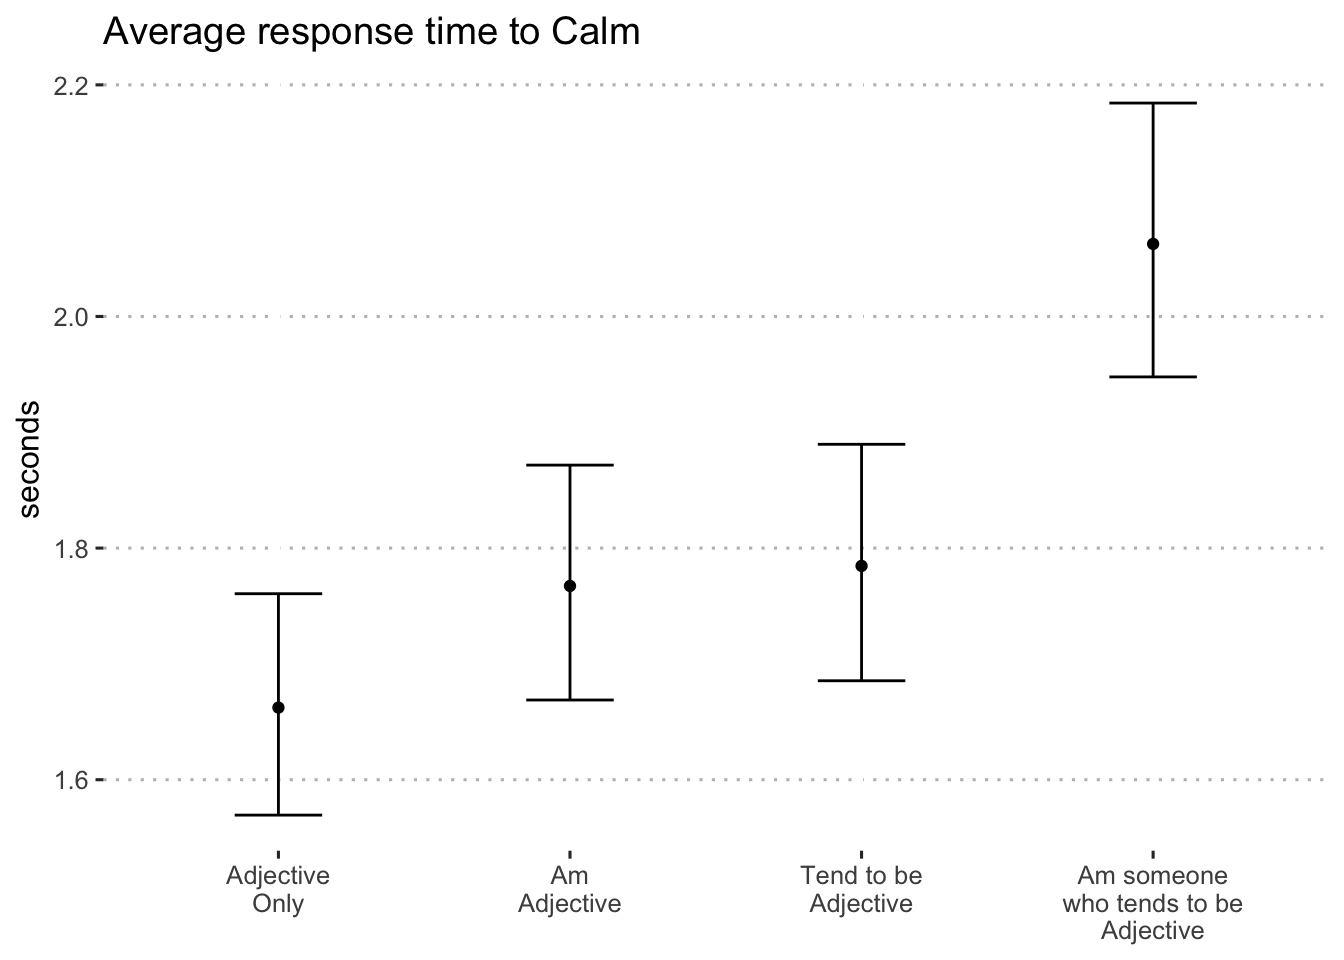 Average response time to Calm
2.2
2.0
1.8
1.6
seconds
Adjective
Only
Am
Adjective
Tend to be
Adjective
Am someone
who tends to be
Adjective